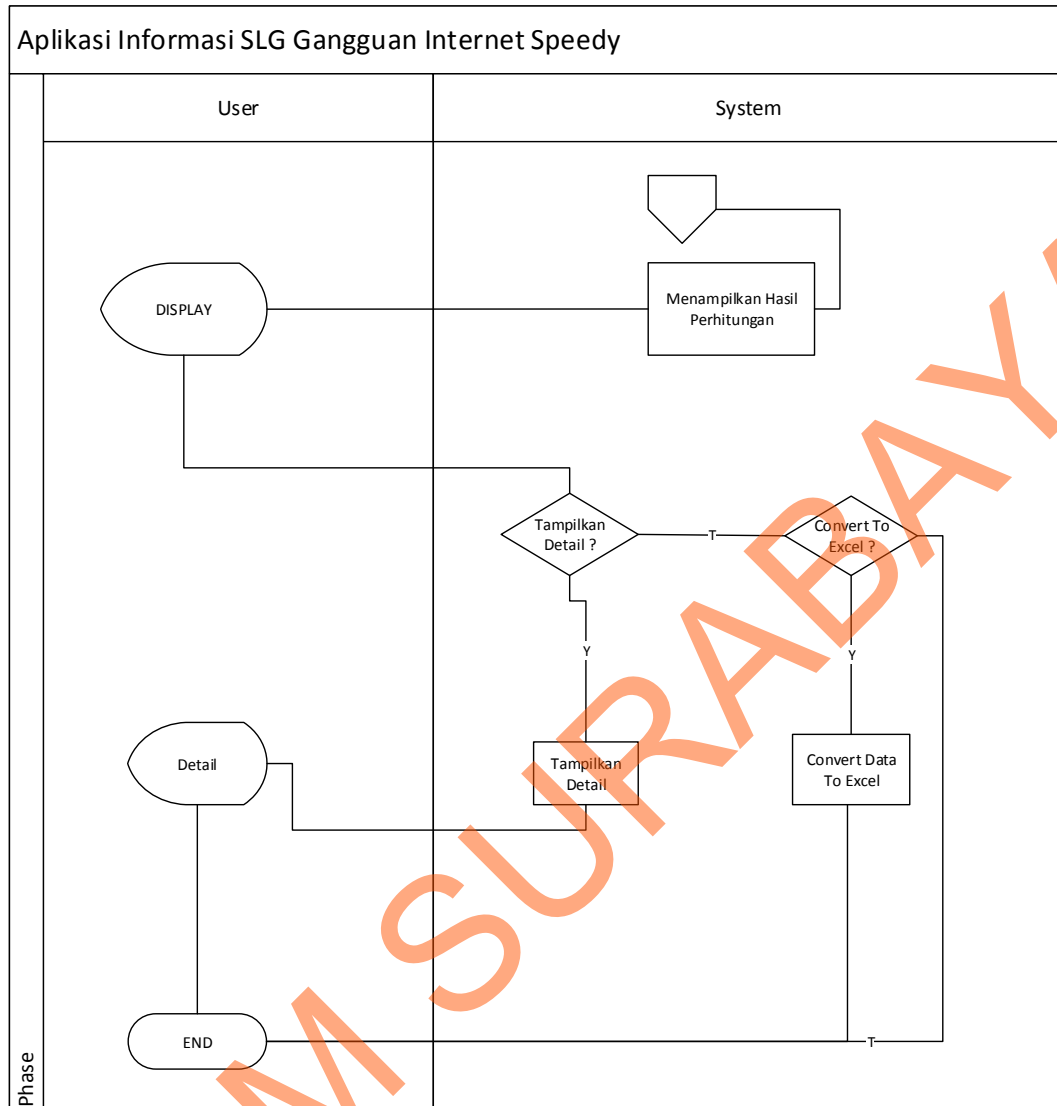 Aplikasi Informasi SLG Gangguan Internet Speedy
User
System
DISPLAY
Menampilkan Hasil
Perhitungan
Tampilkan
Detail ?
T
Convert To
Excel ?
Y
Y
Detail
Tampilkan
Detail
Convert Data
To Excel
END
T
Phase
M SURABAYA